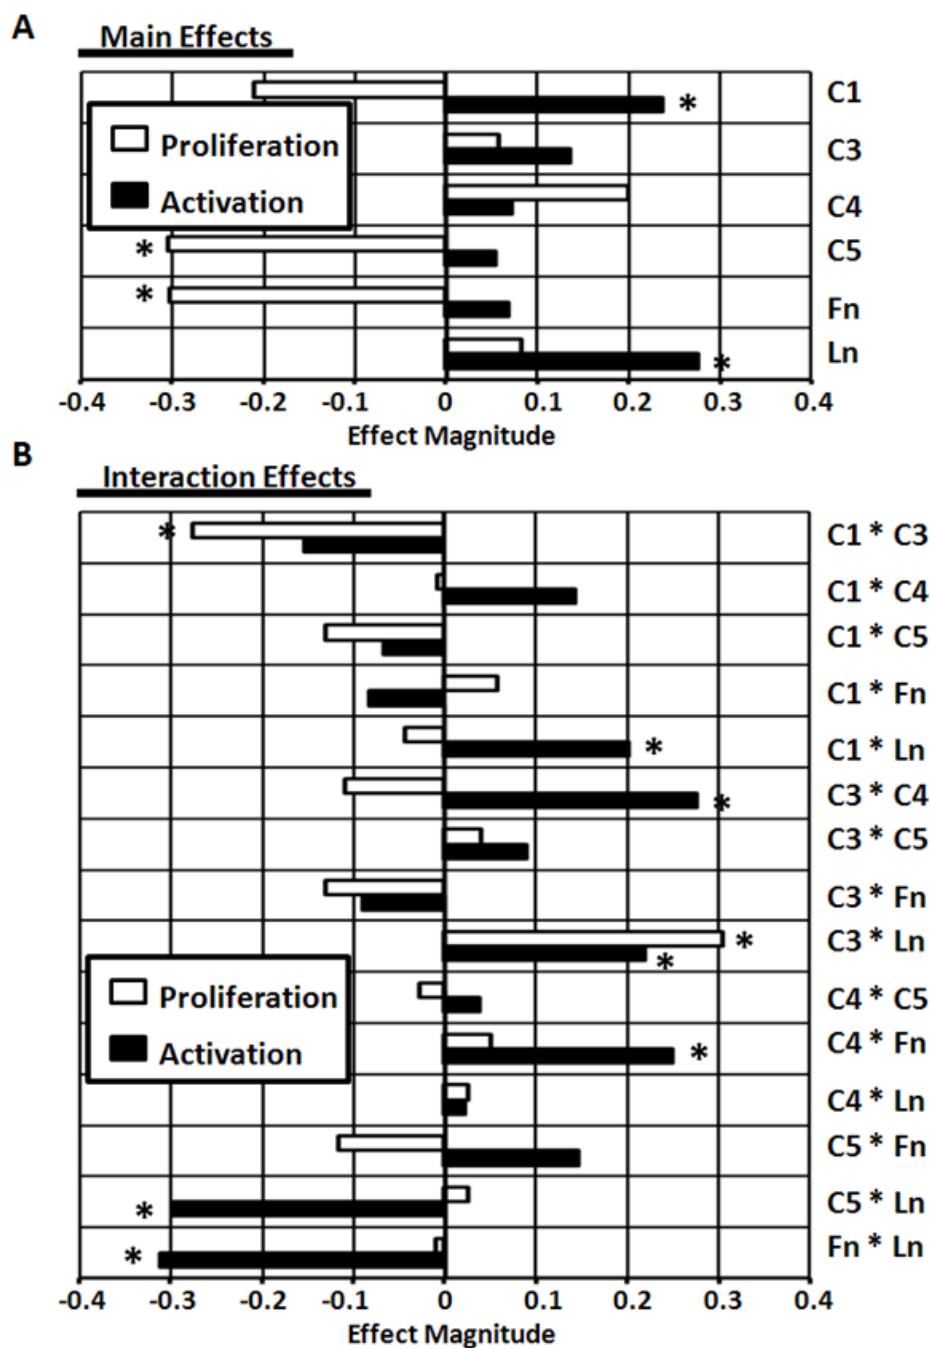 A
Main Effects
Proliferation
Activation
*
*
*
*
C1
C3
C4
C5
Fn
Ln
-0.4 -0.3 -0.2 -0.1 0 0.1 0.2 0.3 0.4
Effect Magnitude
B
Interaction Effects
* C1 * C3
C1 * C4
C1 * C5
C1 * Fn
* C1 * Ln
* C3 * C4
C3 * C5
C3 * Fn
* C3 * Ln
*
Proliferation
Activation
C4 * C5
* C4 * Fn
C4 * Ln
C5 * Fn
* C5 * Ln
* Fn * Ln
-0.4 -0.3 -0.2 -0.1 0 0.1 0.2 0.3 0.4
Effect Magnitude